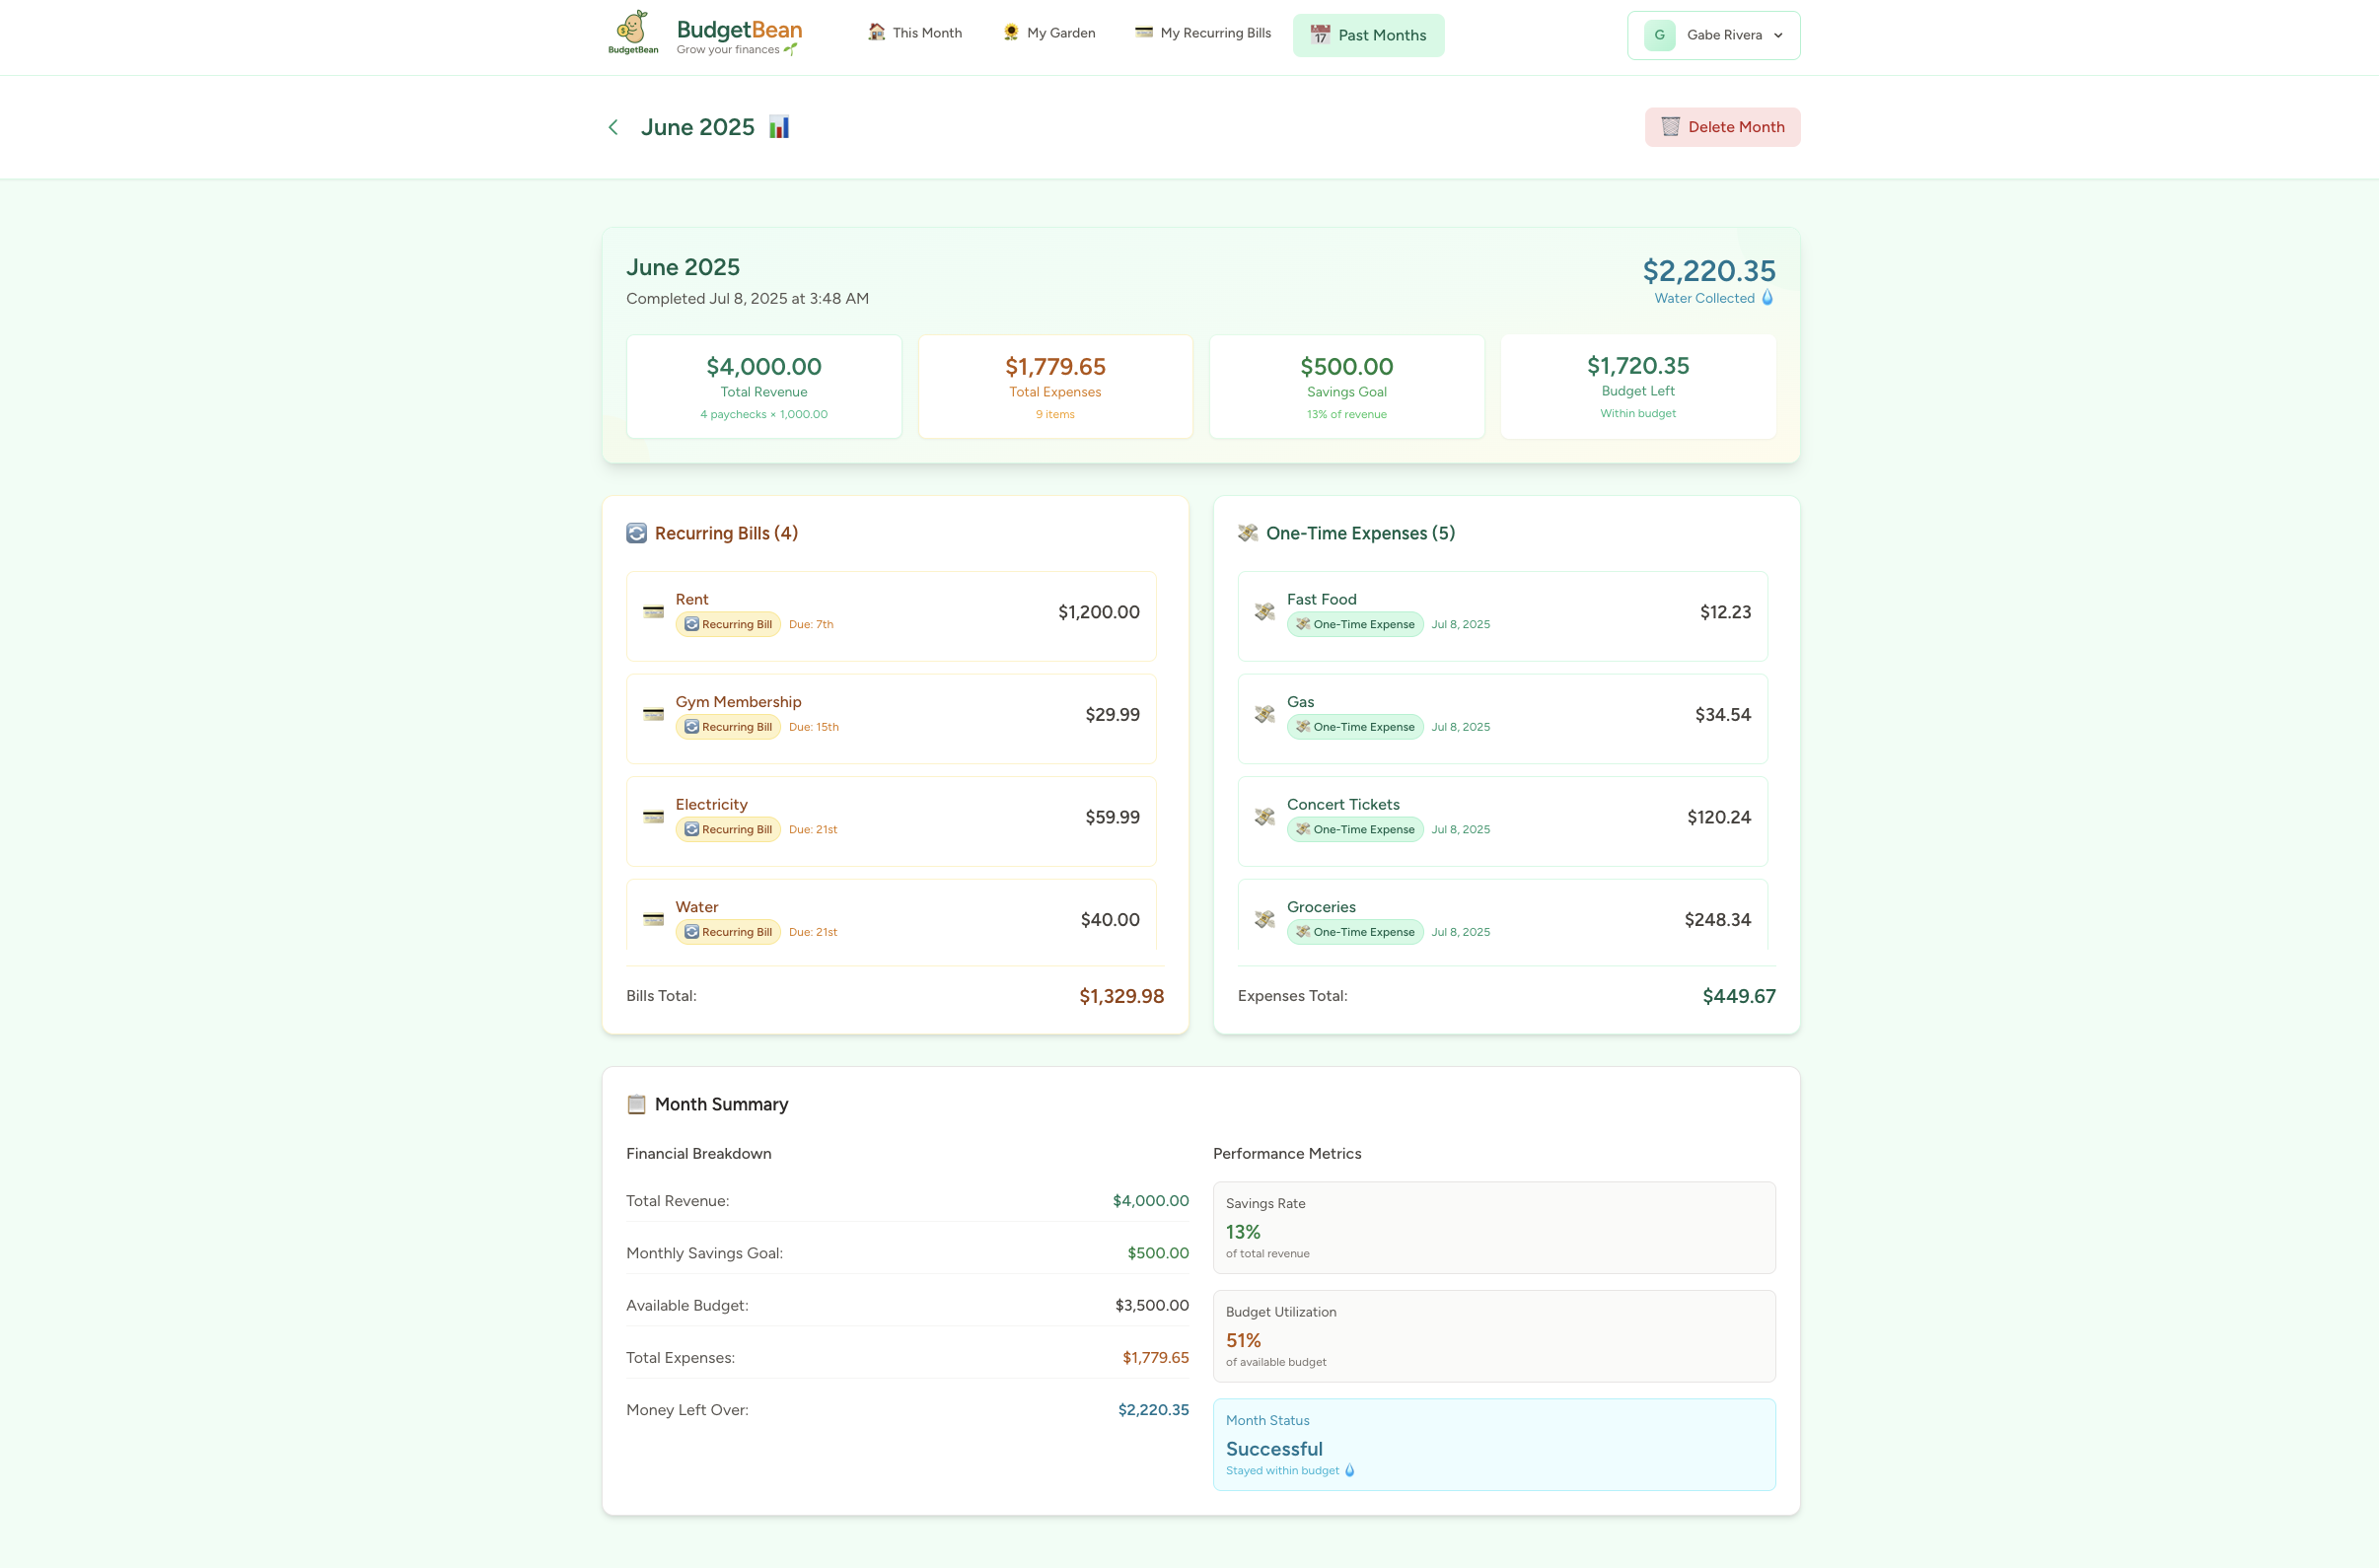 BudgetBean
BudgetBean
Grow your finances
This Month
My Garden
My Recurring Bills
17
Past Months
G
Gabe Rivera
June 2025
Delete Month
June 2025
Completed Jul 8, 2025 at 3:48 AM
$2,220.35
Water Collected
$4,000.00
Total Revenue
4 paychecks × 1,000.00
$1,779.65
Total Expenses
9 items
$500.00
Savings Goal
13% of revenue
$1,720.35
Budget Left
Within budget
Recurring Bills (4)
Rent
Recurring Bill Due: 7th
$1,200.00
Gym Membership
Recurring Bill Due: 15th
$29.99
Electricity
Recurring Bill Due: 21st
$59.99
Water
Recurring Bill Due: 21st
$40.00
Bills Total: $1,329.98
One-Time Expenses (5)
Fast Food
One-Time Expense Jul 8, 2025
$12.23
Gas
One-Time Expense Jul 8, 2025
$34.54
Concert Tickets
One-Time Expense Jul 8, 2025
$120.24
Groceries
One-Time Expense Jul 8, 2025
$248.34
Expenses Total: $449.67
Month Summary
Financial Breakdown
Total Revenue: $4,000.00
Monthly Savings Goal: $500.00
Available Budget: $3,500.00
Total Expenses: $1,779.65
Money Left Over: $2,220.35
Performance Metrics
Savings Rate
13%
of total revenue
Budget Utilization
51%
of available budget
Month Status
Successful
Stayed within budget